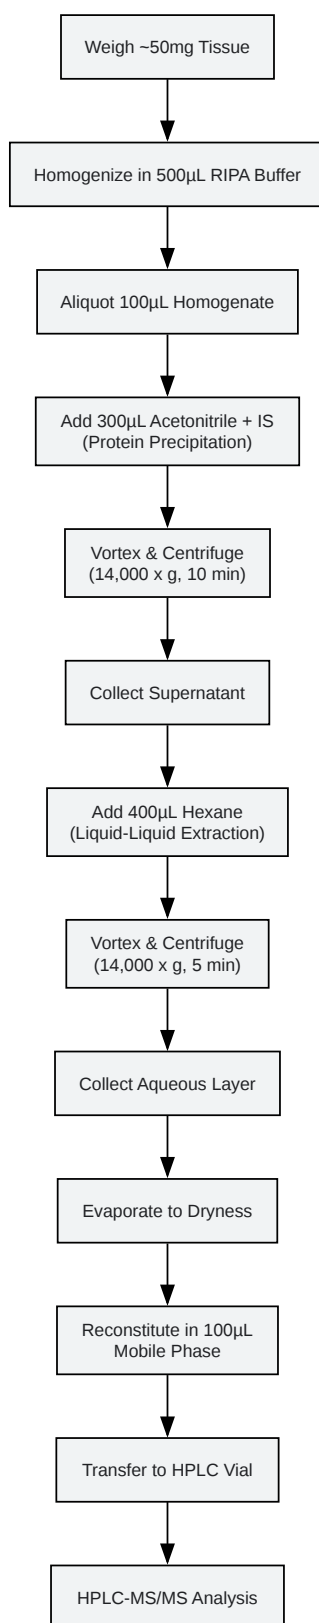 Weigh ~50mg Tissue
Homogenize in 500µL RIPA Buffer
Aliquot 100µL Homogenate
Add 300µL Acetonitrile + IS
(Protein Precipitation)
Vortex & Centrifuge
(14,000 x g, 10 min)
Collect Supernatant
Add 400µL Hexane
(Liquid-Liquid Extraction)
Vortex & Centrifuge
(14,000 x g, 5 min)
Collect Aqueous Layer
Evaporate to Dryness
Reconstitute in 100µL
Mobile Phase
Transfer to HPLC Vial
HPLC-MS/MS Analysis